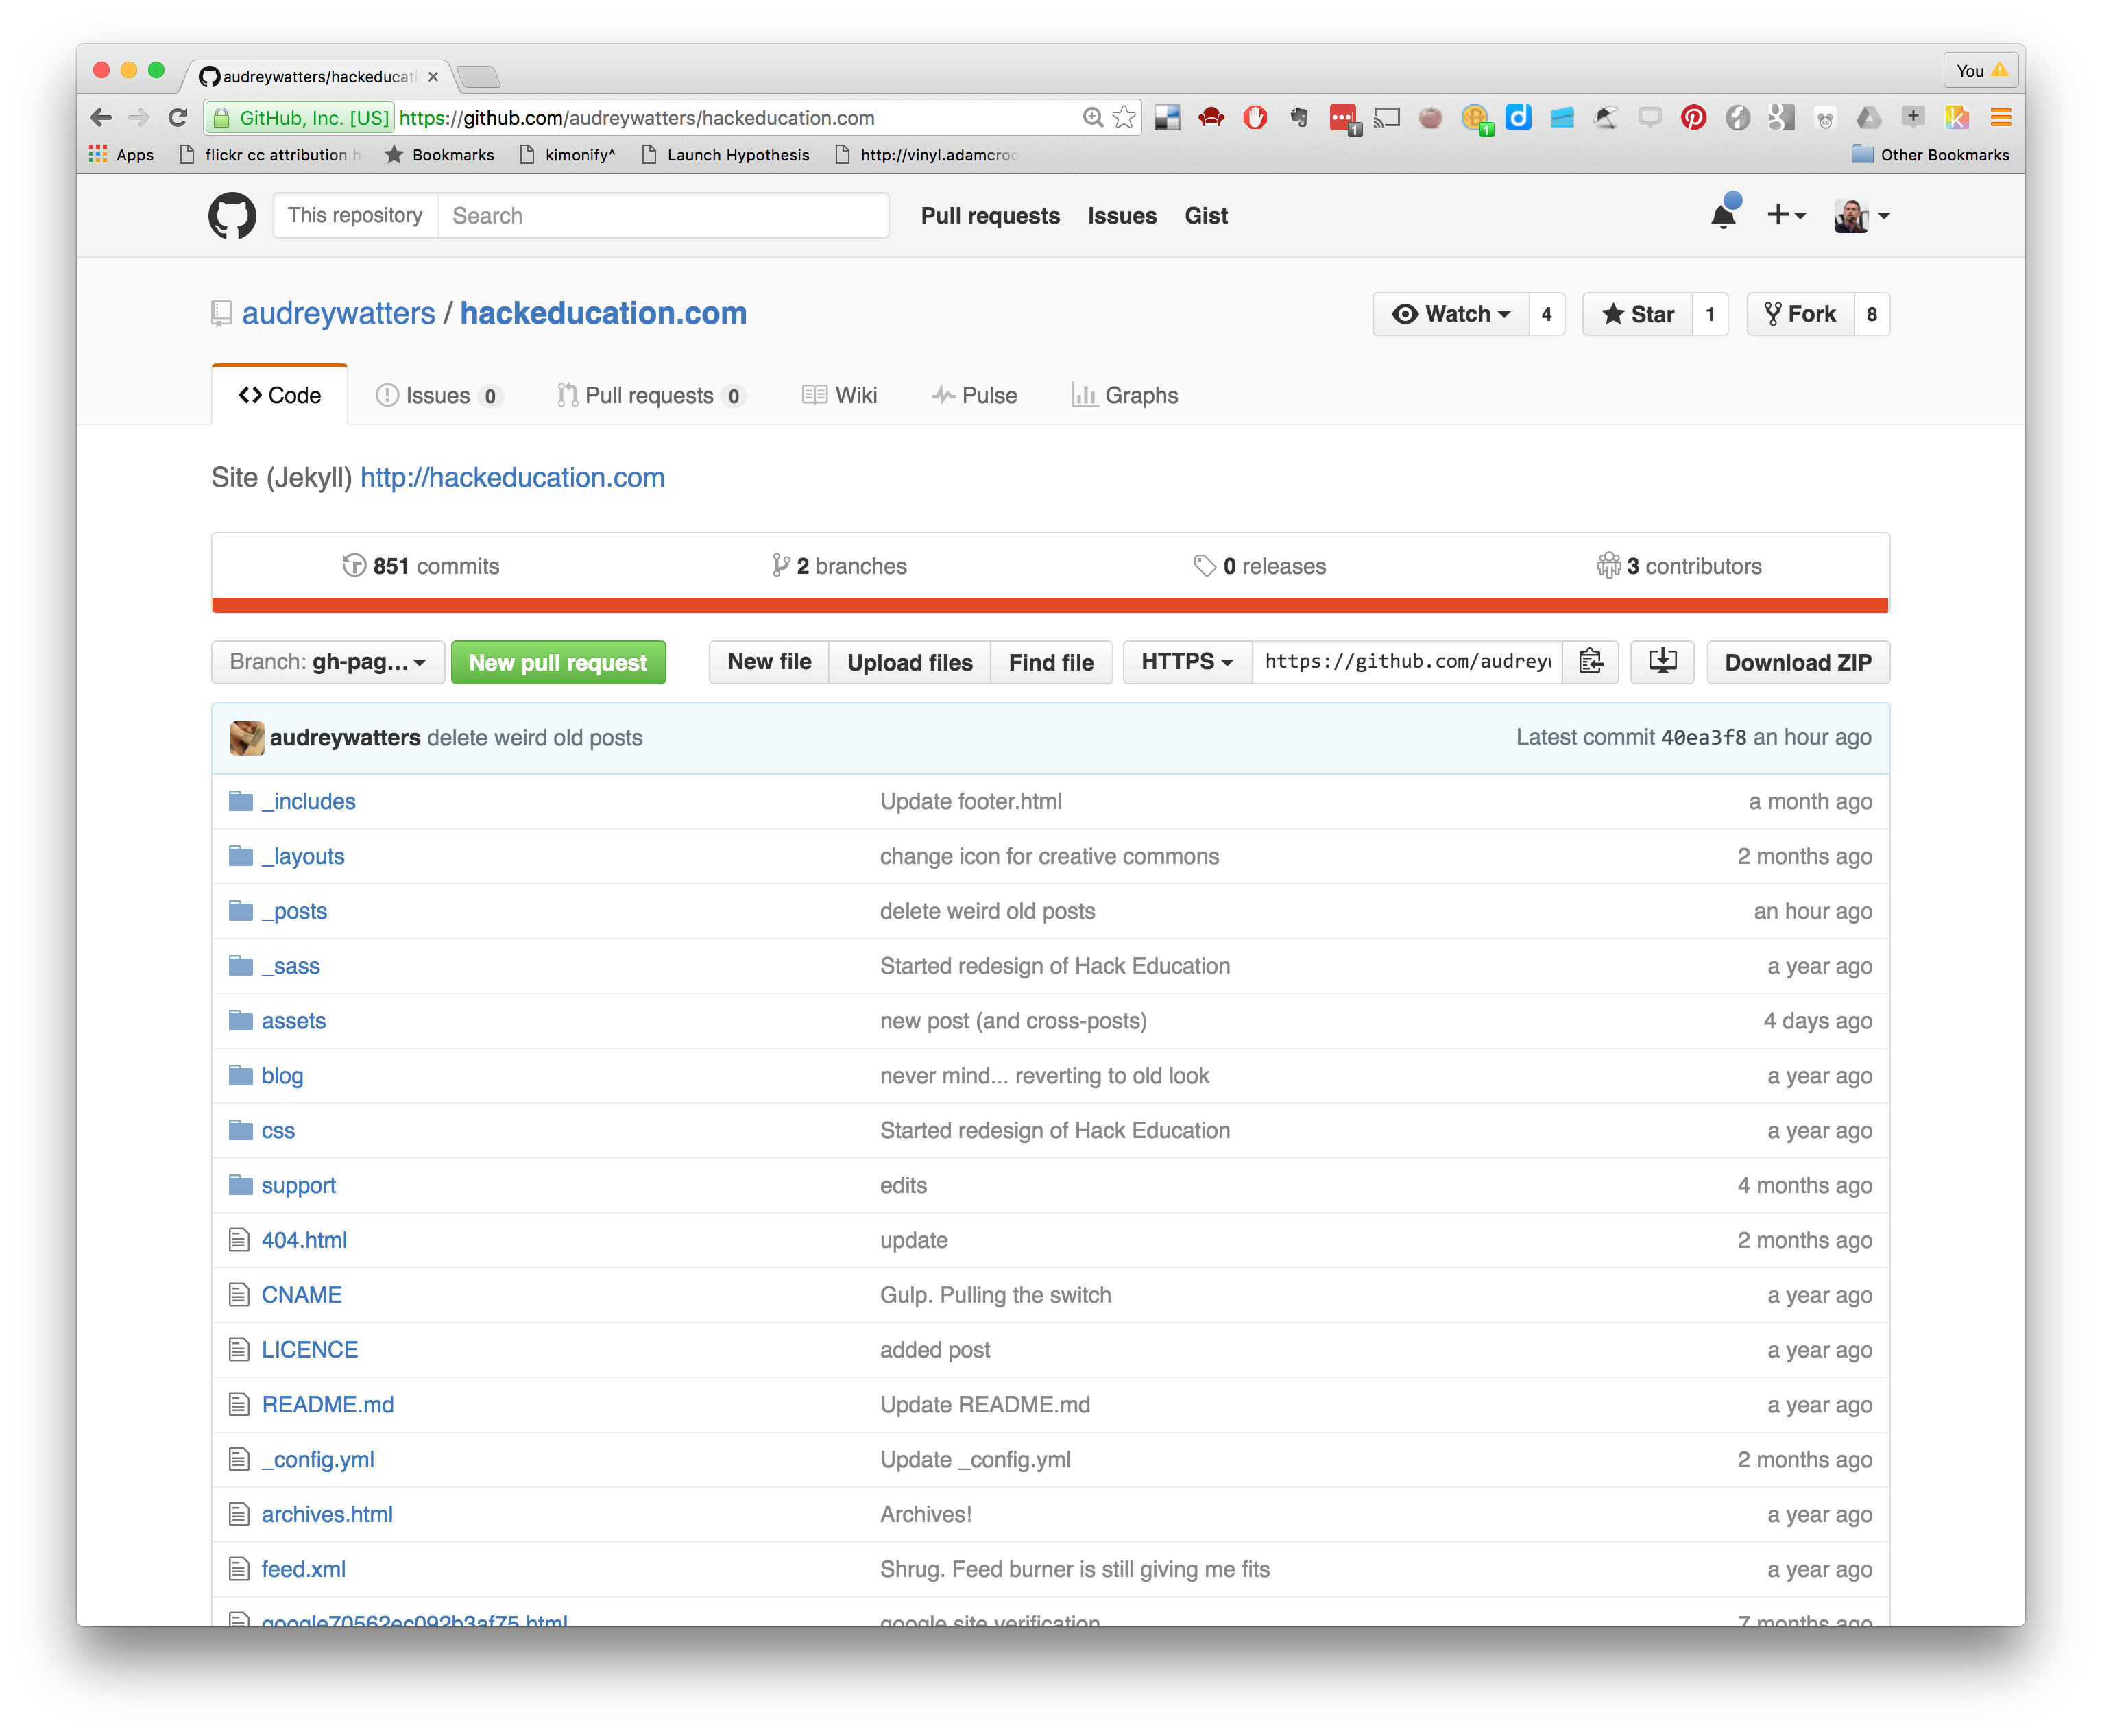 audreywatters/hackeducati
You
GitHub, Inc. [US] https://github.com/audreywatters/hackeducation.com
1
1
Apps flickr cc attribution Bookmarks kimonify^ Launch Hypothesis http://vinyl.adamcroc Other Bookmarks
This repository Search Pull requests Issues Gist
audreywatters / hackeducation.com Watch 4 Star 1 Fork 8
Code Issues 0 Pull requests 0 Wiki Pulse Graphs
Site (Jekyll) http://hackeducation.com
851 commits 2 branches 0 releases 3 contributors
Branch: gh-pag... New pull request New file Upload files Find file HTTPS https://github.com/audreyw Download ZIP
audreywatters delete weird old posts Latest commit 40ea3f8 an hour ago
_includes Update footer.html a month ago
_layouts change icon for creative commons 2 months ago
_posts delete weird old posts an hour ago
_sass Started redesign of Hack Education a year ago
assets new post (and cross-posts) 4 days ago
blog never mind... reverting to old look a year ago
css Started redesign of Hack Education a year ago
support edits 4 months ago
404.html update 2 months ago
CNAME Gulp. Pulling the switch a year ago
LICENCE added post a year ago
README.md Update README.md a year ago
_config.yml Update _config.yml 2 months ago
archives.html Archives! a year ago
feed.xml Shrug. Feed burner is still giving me fits a year ago
google70562ec092b3af75.html google site verification 7 months ago